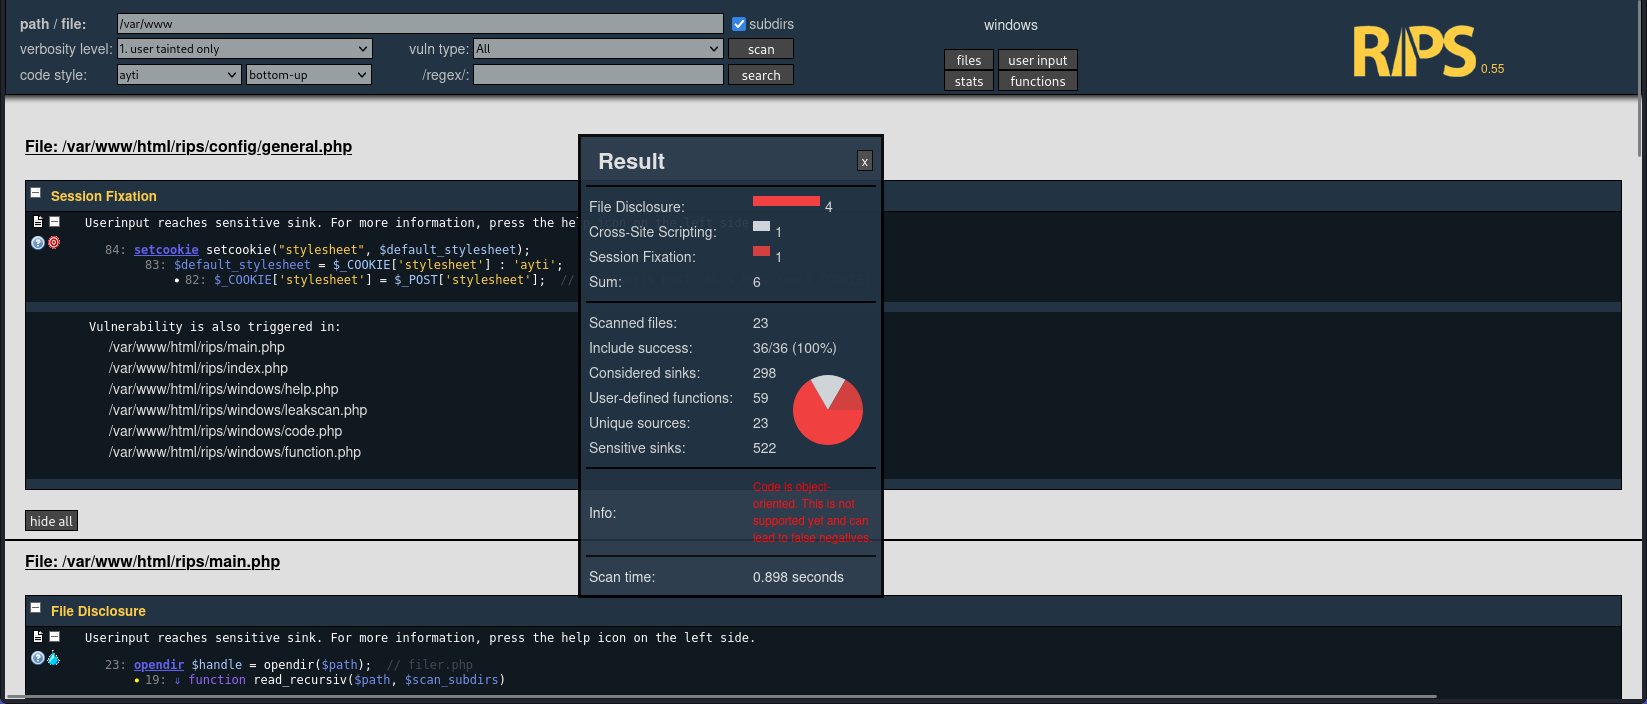 path / file: /var/www subdirs
verbosity level: 1. user tainted only vuln type: All scan
code style: ayti bottom-up /regex/: search
windows
files user input
stats functions
RIPS 0.55
File: /var/www/html/rips/config/general.php
Session Fixation
Userinput reaches sensitive sink. For more information, press the help icon on the left side.
84: setcookie setcookie("stylesheet", $default_stylesheet);
83: $default_stylesheet = $_COOKIE['stylesheet'] : 'ayti';
82: $_COOKIE['stylesheet'] = $_POST['stylesheet']; //
Vulnerability is also triggered in:
/var/www/html/rips/main.php
/var/www/html/rips/index.php
/var/www/html/rips/windows/help.php
/var/www/html/rips/windows/leakscan.php
/var/www/html/rips/windows/code.php
/var/www/html/rips/windows/function.php
hide all
Result x
File Disclosure: 4
Cross-Site Scripting: 1
Session Fixation: 1
Sum: 6
Scanned files: 23
Include success: 36/36 (100%)
Considered sinks: 298
User-defined functions: 59
Unique sources: 23
Sensitive sinks: 522
Info: Code is object-
oriented. This is not
supported yet and can
lead to false negatives.
Scan time: 0.898 seconds
File: /var/www/html/rips/main.php
File Disclosure
Userinput reaches sensitive sink. For more information, press the help icon on the left side.
23: opendir $handle = opendir($path); // filer.php
19: ⇓ function read_recursiv($path, $scan_subdirs)